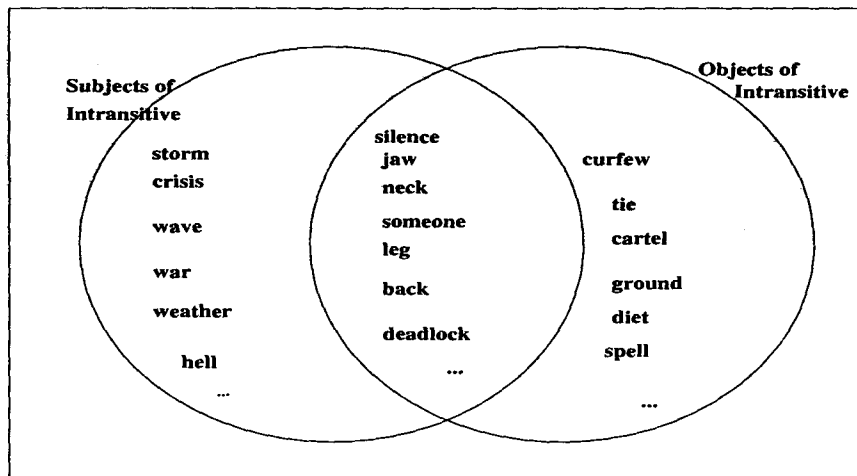 Subjects of
Intransitive
storm
crisis
wave
war
weather
hell
...
silence
jaw
neck
someone
leg
back
deadlock
...
Objects of
Intransitive
curfew
tie
cartel
ground
diet
spell
...